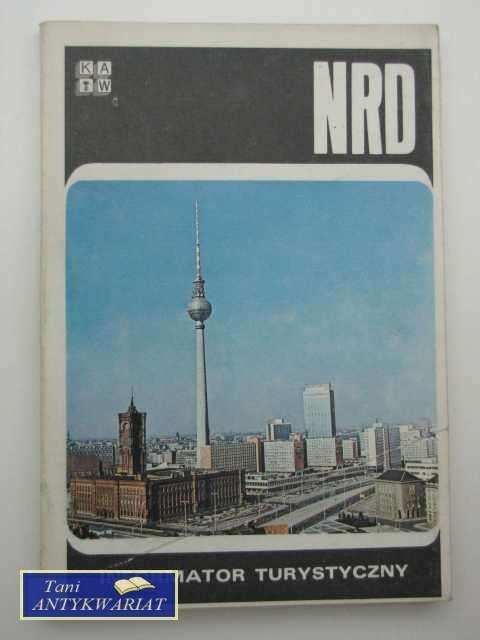 K A
T W
NRD
MATOR TURYSTYCZNY
Tani
ANTYKWARIAT